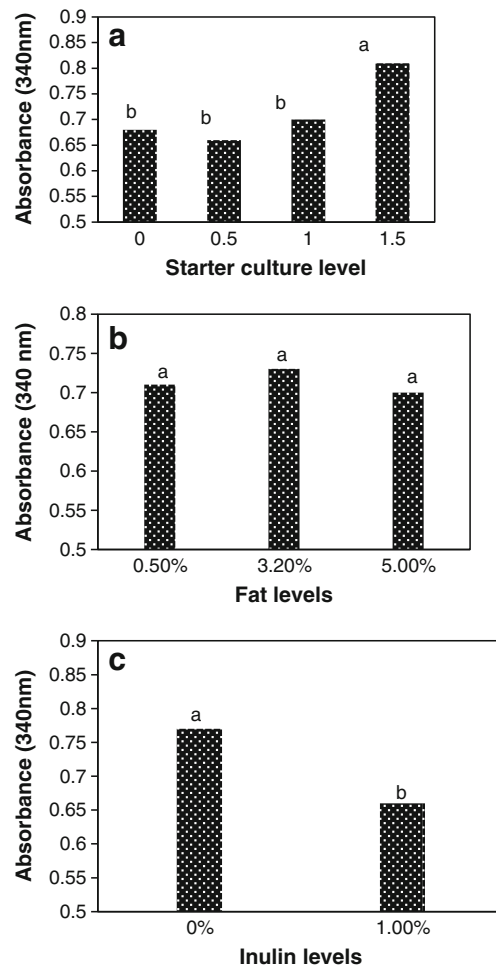 a
Absorbance (340nm)
0.9
0.85
0.8
0.75
0.7
0.65
0.6
0.55
0.5
b
b
b
a
0 0.5 1 1.5
Starter culture level
b
Absorbance (340 nm)
0.8
0.75
0.7
0.65
0.6
0.55
0.5
a
a
a
0.50% 3.20% 5.00%
Fat levels
c
Absorbance (340nm)
0.9
0.85
0.8
0.75
0.7
0.65
0.6
0.55
0.5
a
b
0% 1.00%
Inulin levels